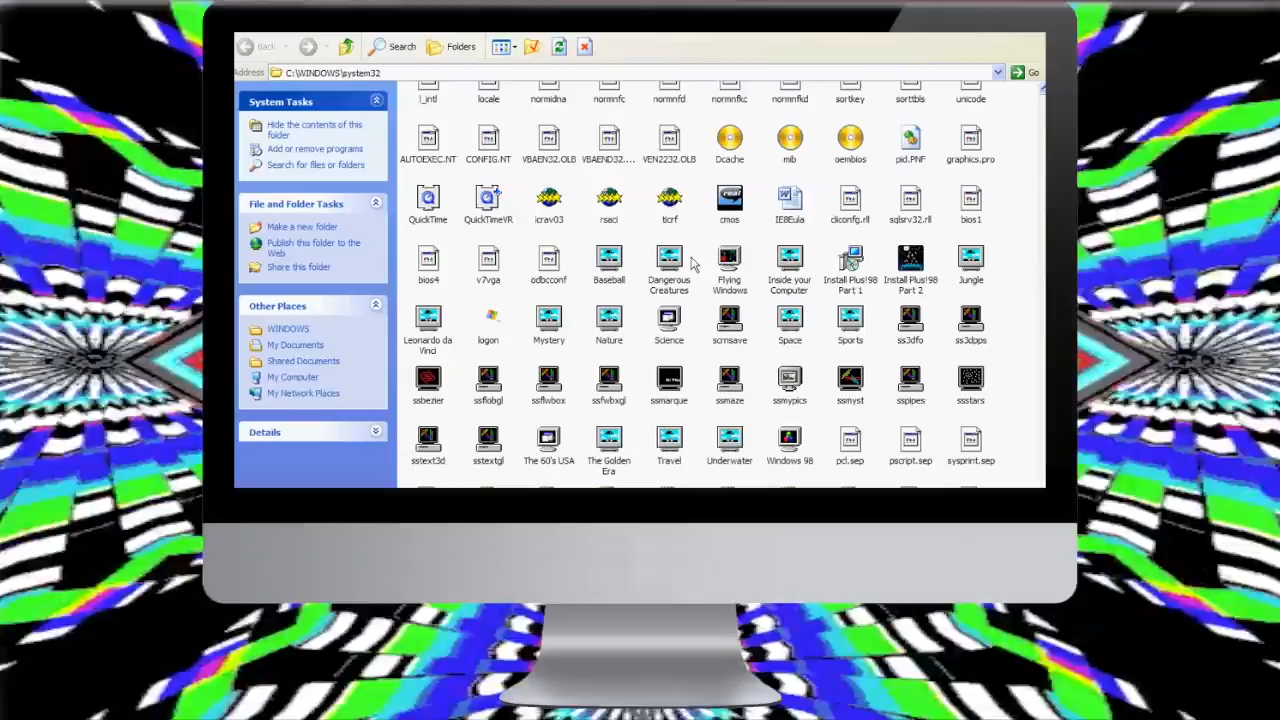 Back
Search
Folders
Address
C:\WINDOWS\system32
Go
System Tasks
Hide the contents of this
folder
Add or remove programs
Search for files or folders
File and Folder Tasks
Make a new folder
Publish this folder to the
Web
Share this folder
Other Places
WINDOWS
My Documents
Shared Documents
My Computer
My Network Places
Details
l_intl
locale
normidna
normnfc
normnfd
normnfkc
normnfkd
sortkey
sorttbls
unicode
AUTOEXEC.NT
CONFIG.NT
VBAEN32.OLB
VBAEND32....
VEN2232.OLB
Dcache
mib
oembios
pid.PNF
graphics.pro
QuickTime
QuickTimeVR
icrav03
rsaci
ticrf
cmos
IE8Eula
cliconfg.rll
sqlsrv32.rll
bios1
bios4
v7vga
odbcconf
Baseball
Dangerous
Creatures
Flying
Windows
Inside your
Computer
Install Plus!98
Part 1
Install Plus!98
Part 2
Jungle
Leonardo da
Vinci
logon
Mystery
Nature
Science
scrnsave
Space
Sports
ss3dfo
ss3dpps
ssbezier
ssflobgl
ssflwbox
ssfwbxgl
ssmarque
ssmaze
ssmypics
ssmyst
sspipes
ssstars
sstext3d
sstextgl
The 60's USA
The Golden
Era
Travel
Underwater
Windows 98
pcl.sep
pscript.sep
sysprint.sep